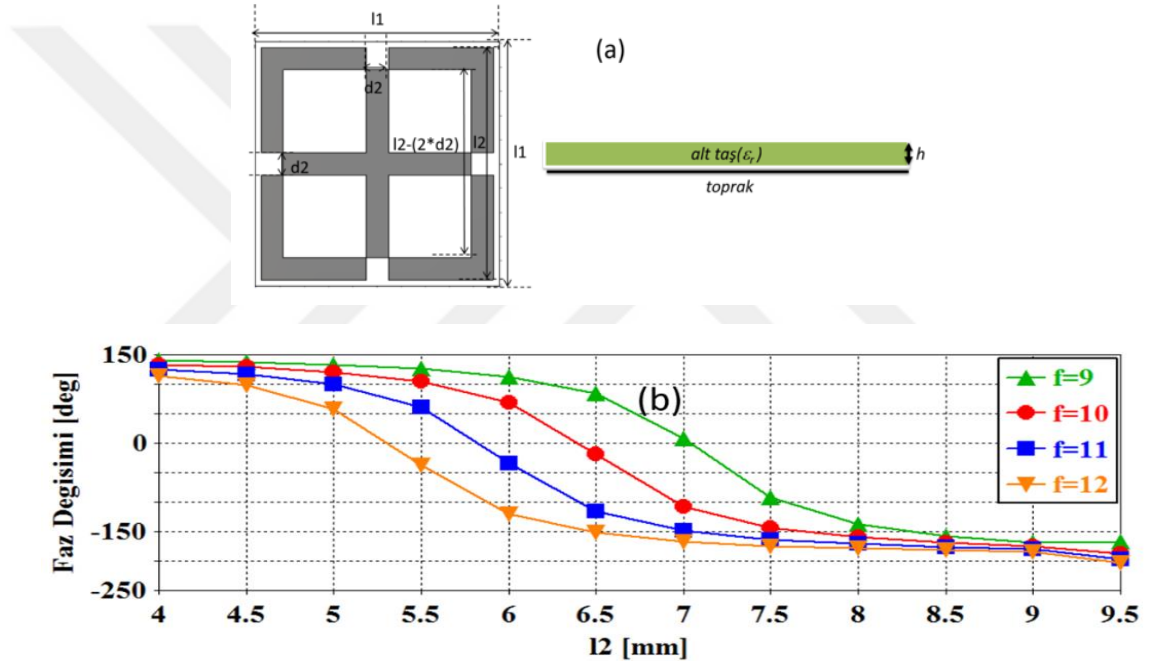 l1
(a)
d2
l2-(2*d2)
l2
l1
d2
alt taş(εr)
h
toprak
150
0
-150
-250
Faz Degisimi [deg]
(b)
f=9
f=10
f=11
f=12
4 4.5 5 5.5 6 6.5 7 7.5 8 8.5 9 9.5
l2 [mm]